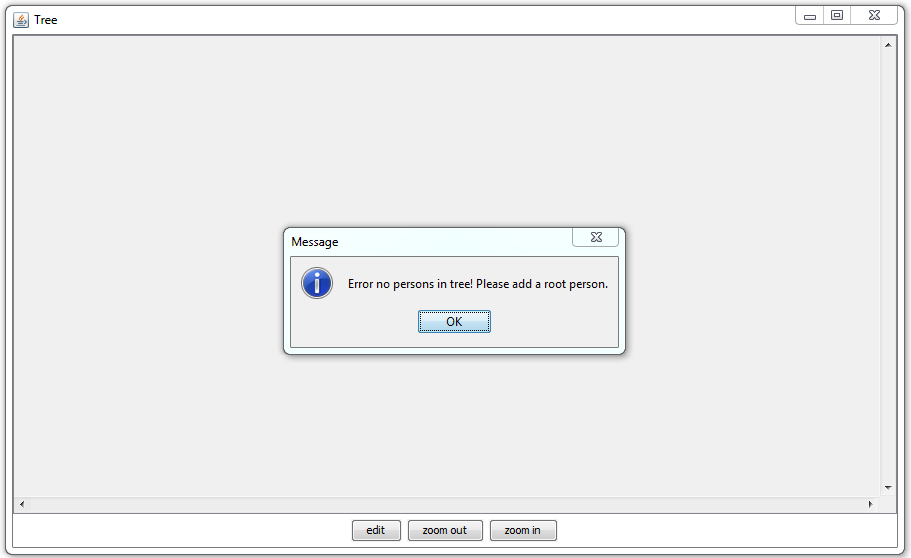 Tree
Message
Error no persons in tree! Please add a root person.
OK
edit
zoom out
zoom in